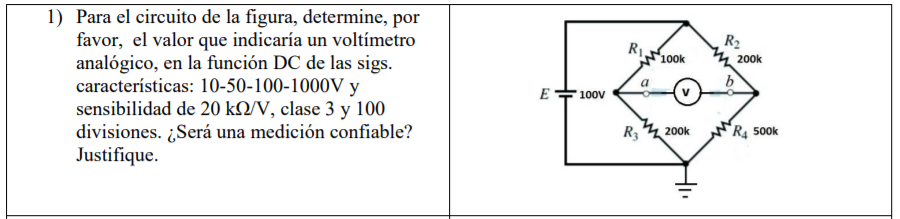 1) Para el circuito de la figura, determine, por
favor, el valor que indicaría un voltímetro
analógico, en la función DC de las sigs.
características: 10-50-100-1000V y
sensibilidad de 20 kΩ/V, clase 3 y 100
divisiones. ¿Será una medición confiable?
Justifique.
R1
100k
R2
200k
a
b
V
E
100V
R3
200k
R4
500k